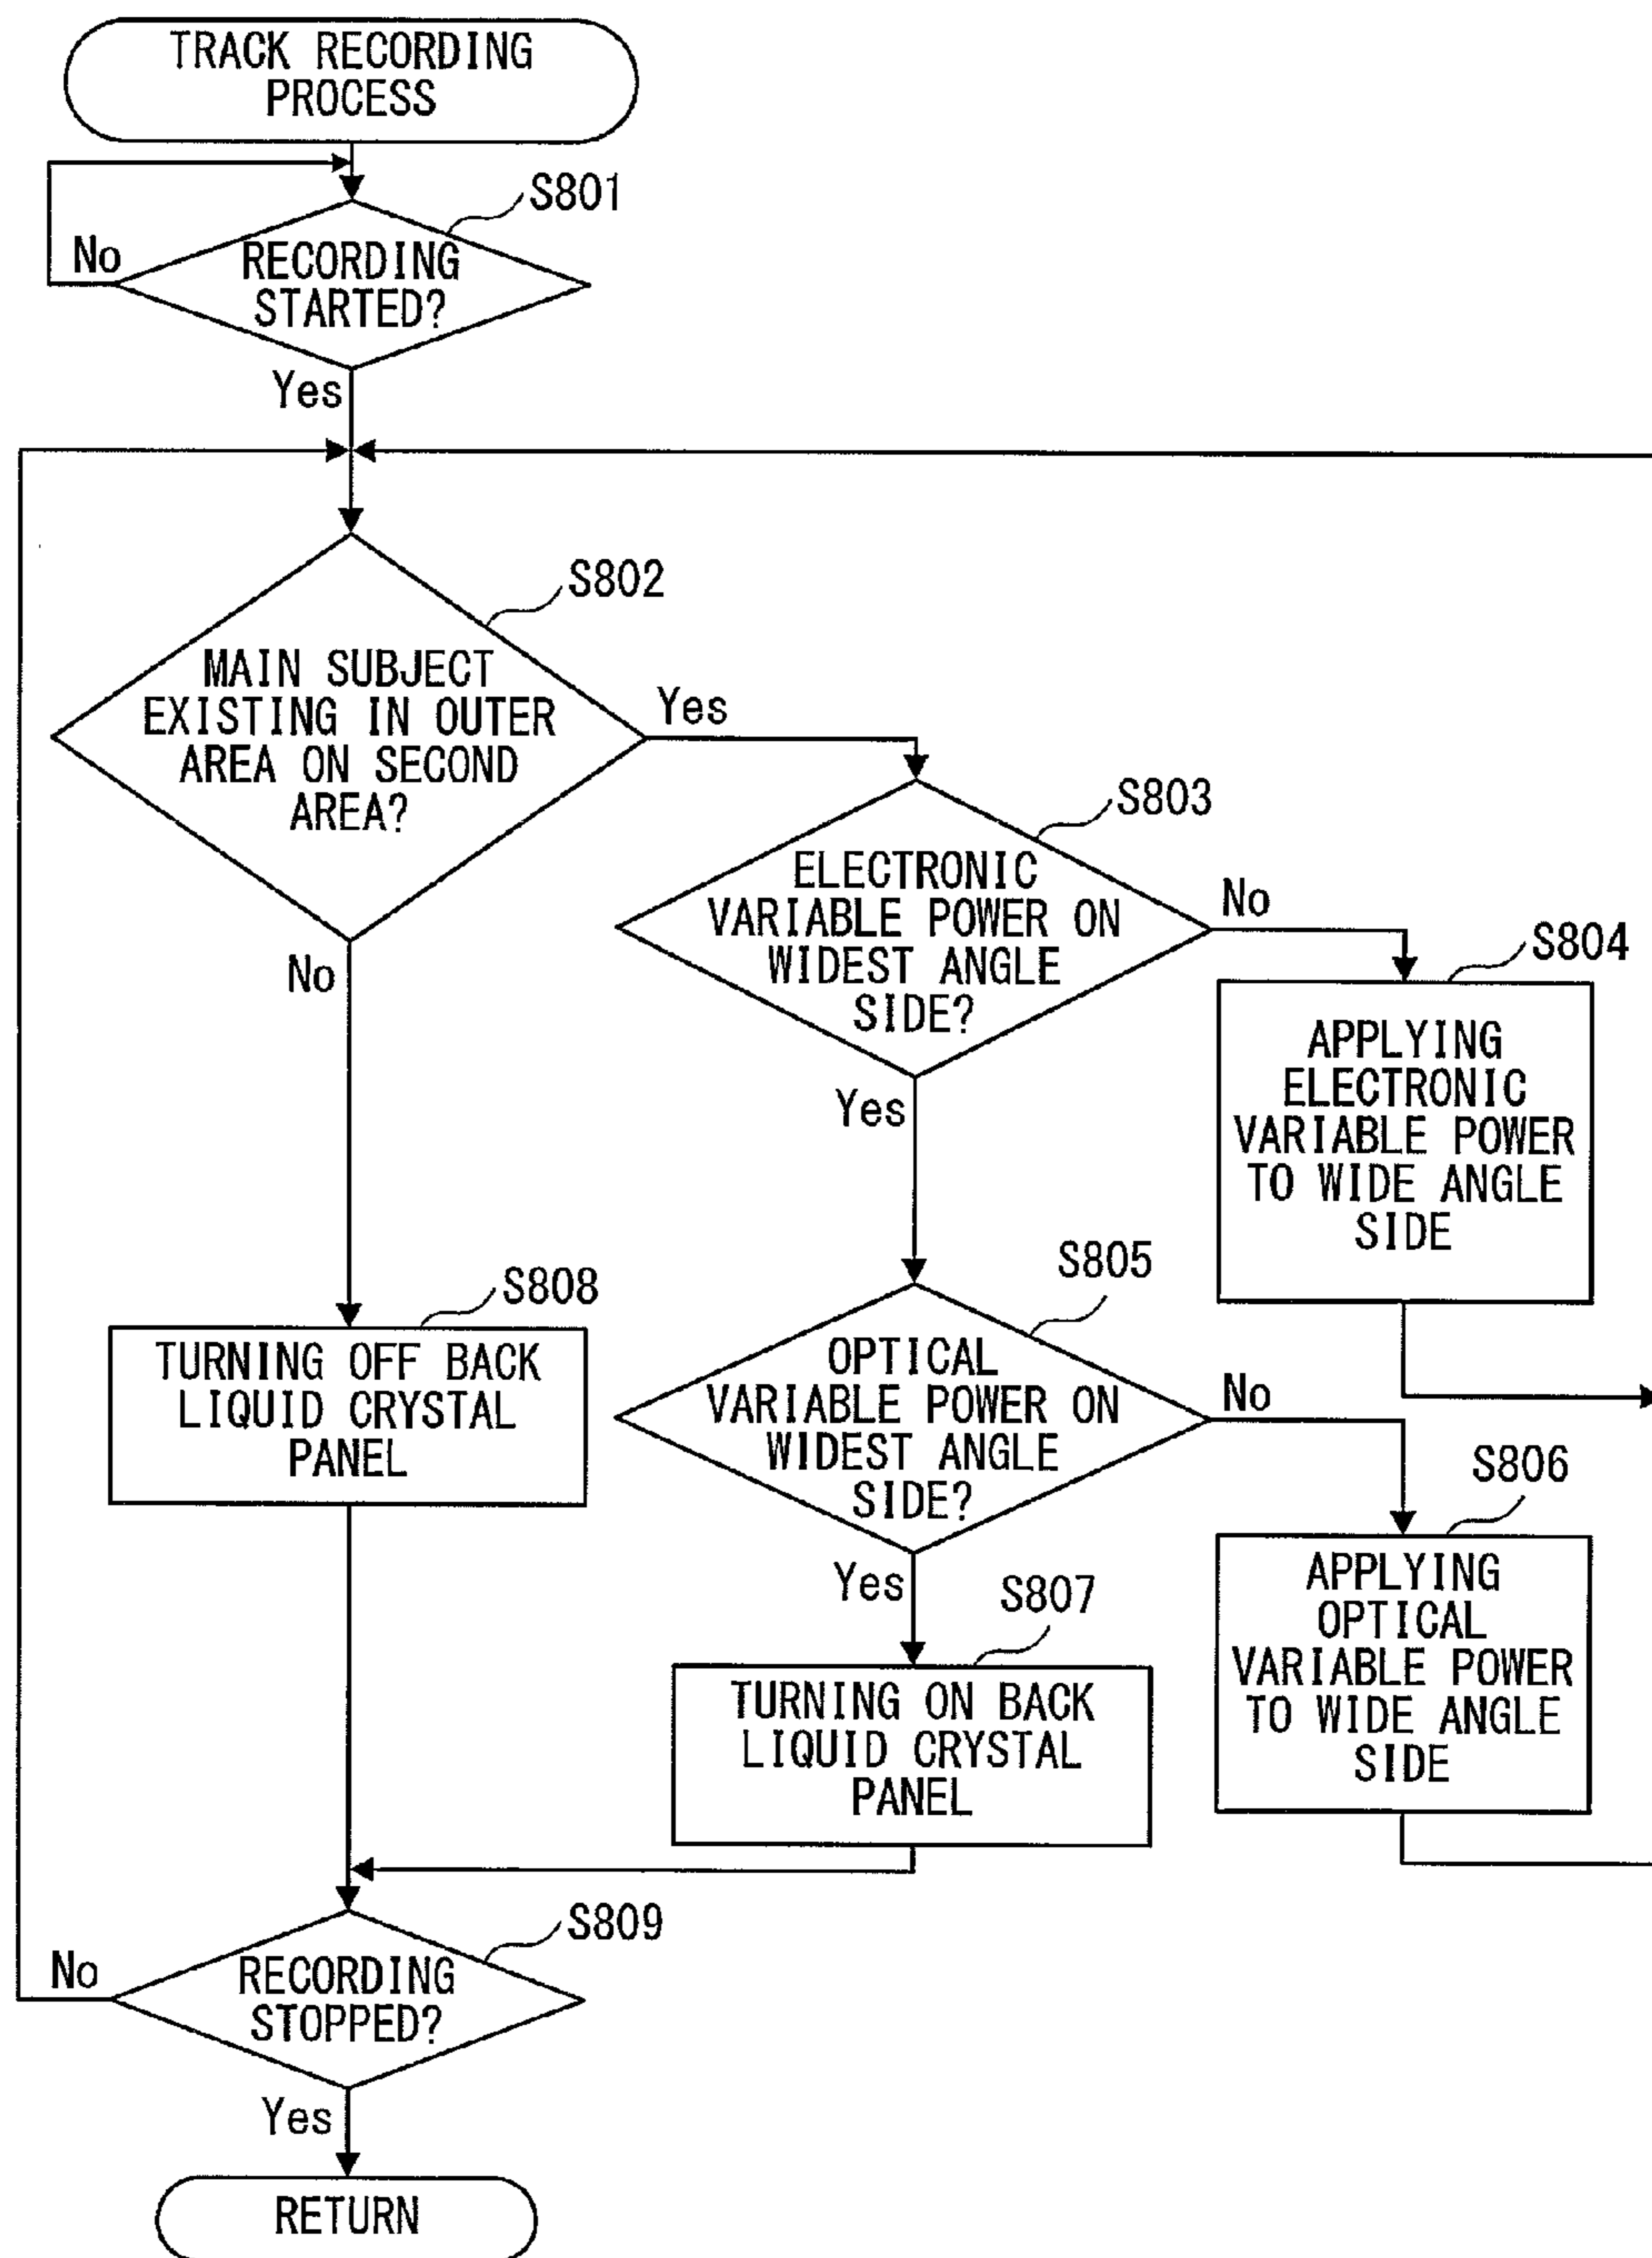 TRACK RECORDING
PROCESS
S801
No
RECORDING
STARTED?
Yes
S802
MAIN SUBJECT
EXISTING IN OUTER
AREA ON SECOND
AREA?
Yes
No
S803
ELECTRONIC
VARIABLE POWER ON
WIDEST ANGLE
SIDE?
No
Yes
S804
APPLYING
ELECTRONIC
VARIABLE POWER
TO WIDE ANGLE
SIDE
S805
OPTICAL
VARIABLE POWER ON
WIDEST ANGLE
SIDE?
No
Yes
S806
APPLYING
OPTICAL
VARIABLE POWER
TO WIDE ANGLE
SIDE
S807
TURNING ON BACK
LIQUID CRYSTAL
PANEL
S808
TURNING OFF BACK
LIQUID CRYSTAL
PANEL
S809
No
RECORDING
STOPPED?
Yes
RETURN